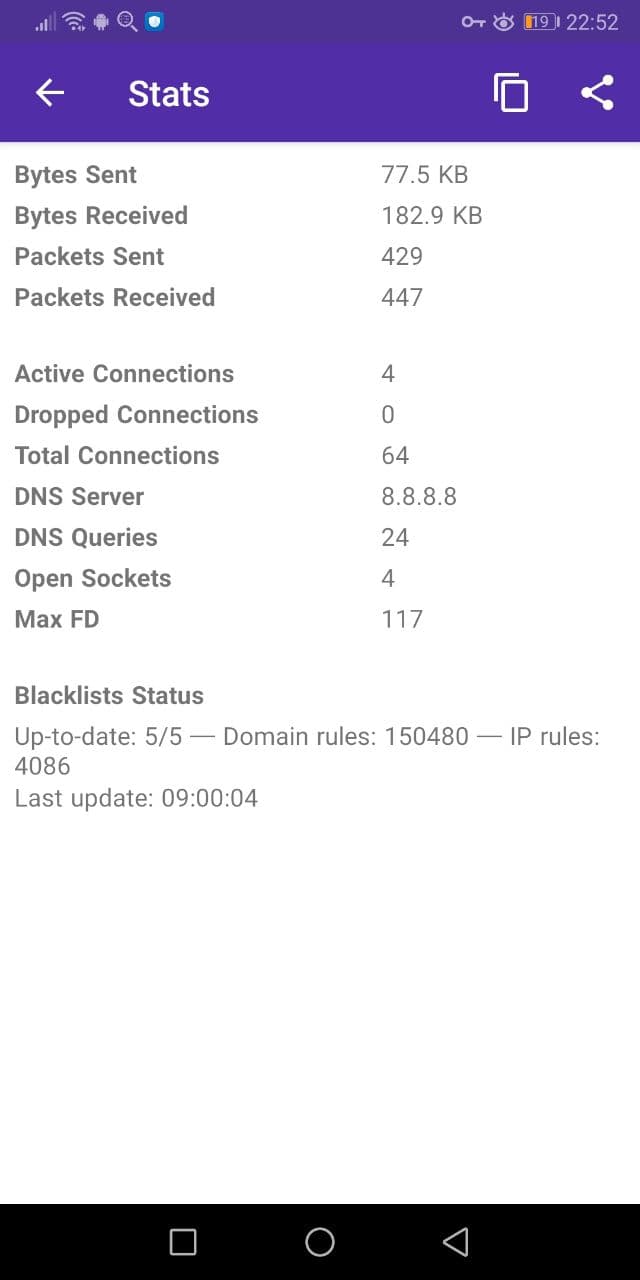 19 22:52
Stats
Bytes Sent 77.5 KB
Bytes Received 182.9 KB
Packets Sent 429
Packets Received 447
Active Connections 4
Dropped Connections 0
Total Connections 64
DNS Server 8.8.8.8
DNS Queries 24
Open Sockets 4
Max FD 117
Blacklists Status
Up-to-date: 5/5 — Domain rules: 150480 — IP rules:
4086
Last update: 09:00:04